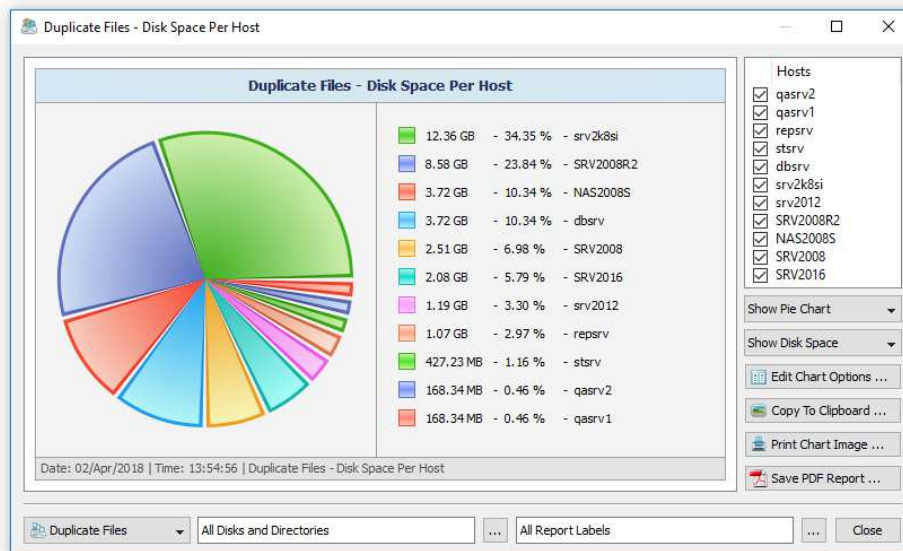 Duplicate Files - Disk Space Per Host
Duplicate Files - Disk Space Per Host
12.36 GB - 34.35 % - srv2k8si
8.58 GB - 23.84 % - SRV2008R2
3.72 GB - 10.34 % - NAS2008S
3.72 GB - 10.34 % - dbsrv
2.51 GB - 6.98 % - SRV2008
2.08 GB - 5.79 % - SRV2016
1.19 GB - 3.30 % - srv2012
1.07 GB - 2.97 % - repsrv
427.23 MB - 1.16 % - stsrv
168.34 MB - 0.46 % - qasrv2
168.34 MB - 0.46 % - qasrv1
Date: 02/Apr/2018 | Time: 13:54:56 | Duplicate Files - Disk Space Per Host
Hosts
qasrv2
qasrv1
repsrv
stsrv
dbsrv
srv2k8si
srv2012
SRV2008R2
NAS2008S
SRV2008
SRV2016
Show Pie Chart
Show Disk Space
Edit Chart Options ...
Copy To Clipboard ...
Print Chart Image ...
Save PDF Report ...
Duplicate Files All Disks and Directories ... All Report Labels ... Close